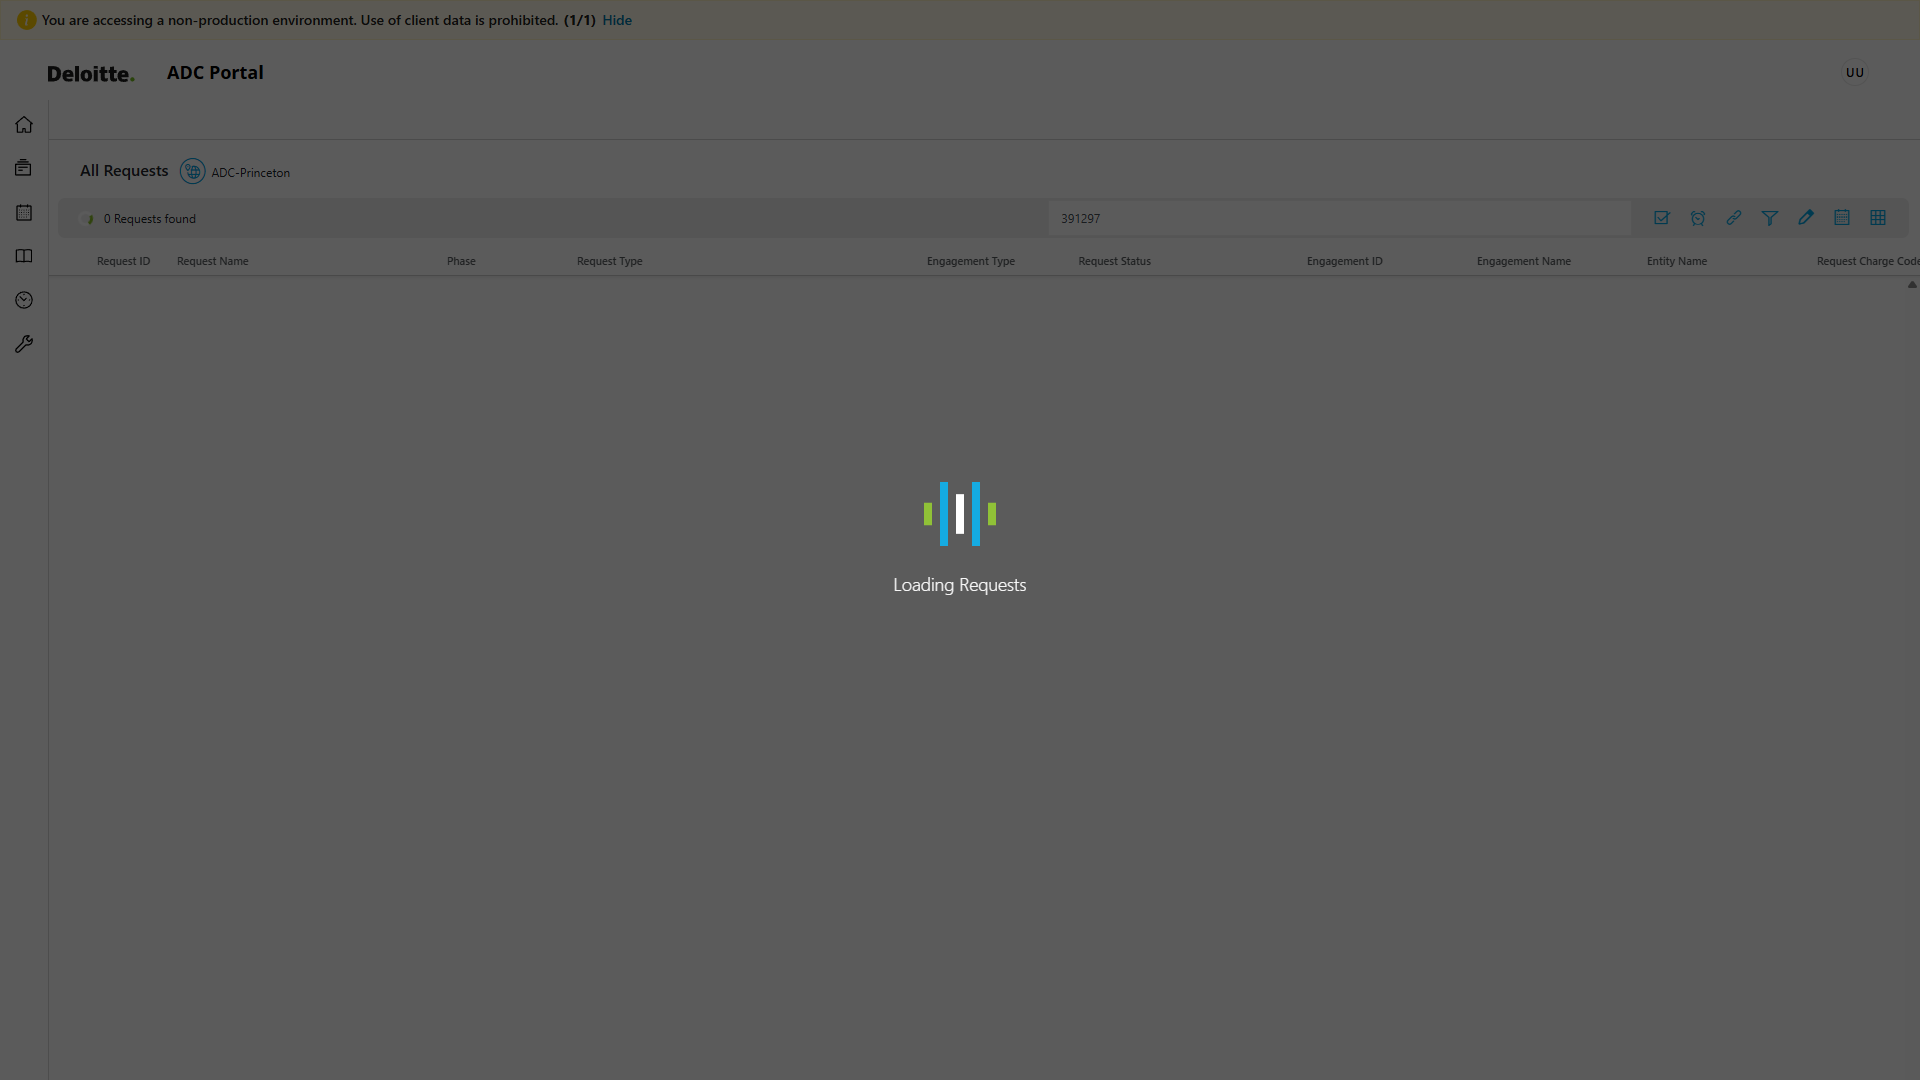 You are accessing a non-production environment. Use of client data is prohibited. (1/1) Hide
Deloitte. ADC Portal UU
All Requests ADC-Princeton
0 Requests found 391297
Request ID Request Name Phase Request Type Engagement Type Request Status Engagement ID Engagement Name Entity Name Request Charge Code
Loading Requests